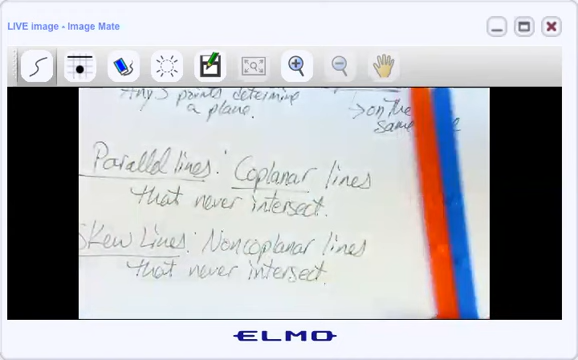 LIVE image - Image Mate
Any 3 points determine
a plane.
→on the
same
Parallel lines: Coplanar lines
that never intersect.
Skew Lines: Noncoplanar lines
that never intersect.
ELMO